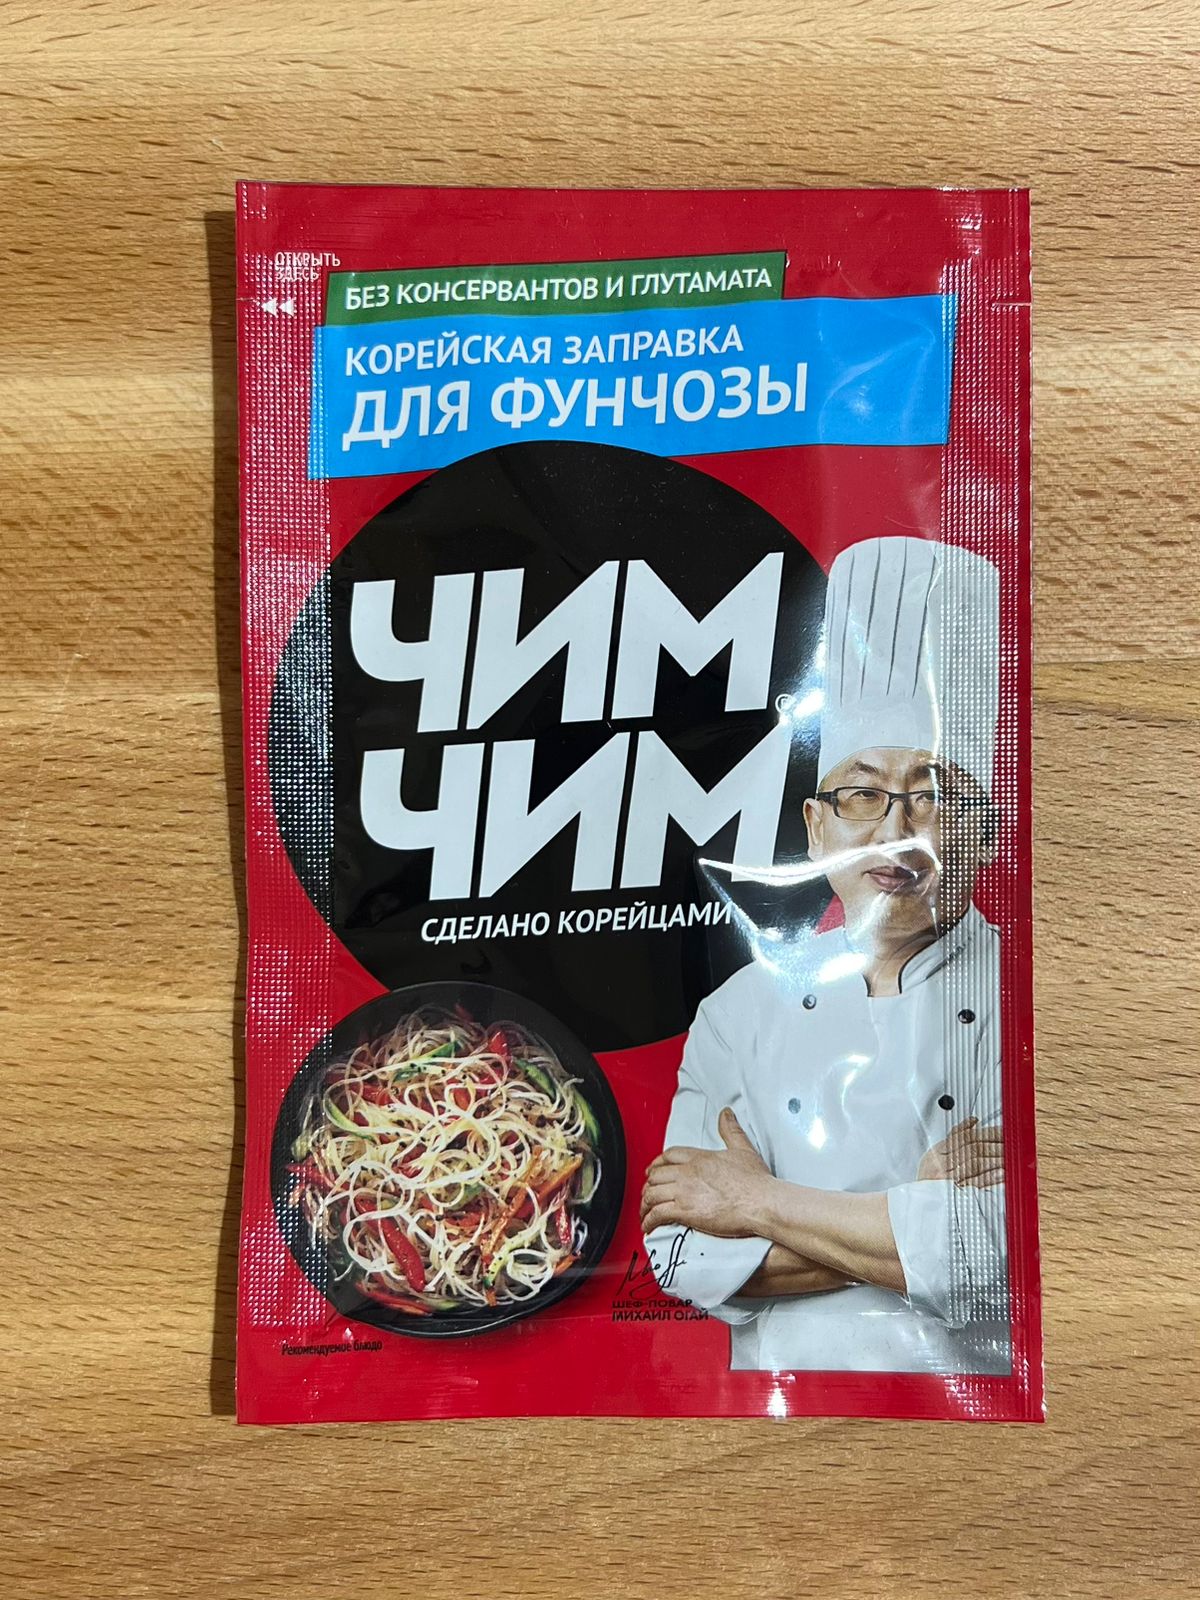 ОТКРЫТЬ
ЗДЕСЬ
БЕЗ КОНСЕРВАНТОВ И ГЛУТАМАТА
КОРЕЙСКАЯ ЗАПРАВКА
ДЛЯ ФУНЧОЗЫ
ЧИМ
ЧИМ®
СДЕЛАНО КОРЕЙЦАМИ
ШЕФ-ПОВАР
МИХАИЛ ОГАЙ
Рекомендуемое блюдо